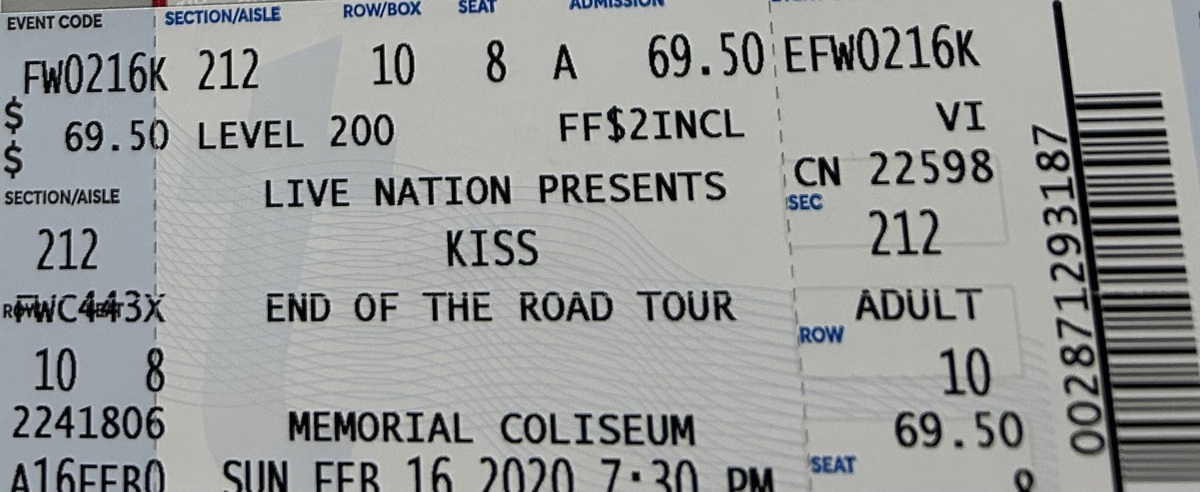 EVENT CODE SECTION/AISLE ROW/BOX SEAT ADMISSION
FW0216K 212 10 8 A 69.50 EFW0216K
$ 69.50 LEVEL 200 FF$2INCL VI
$
SECTION/AISLE LIVE NATION PRESENTS CN 22598
SEC
212 KISS 212
FWC443X END OF THE ROAD TOUR ADULT
ROW
10 8 10
2241806 MEMORIAL COLISEUM 69.50
A16FEB0 SUN FEB 16 2020 7:30 PM SEAT
8
002871293187